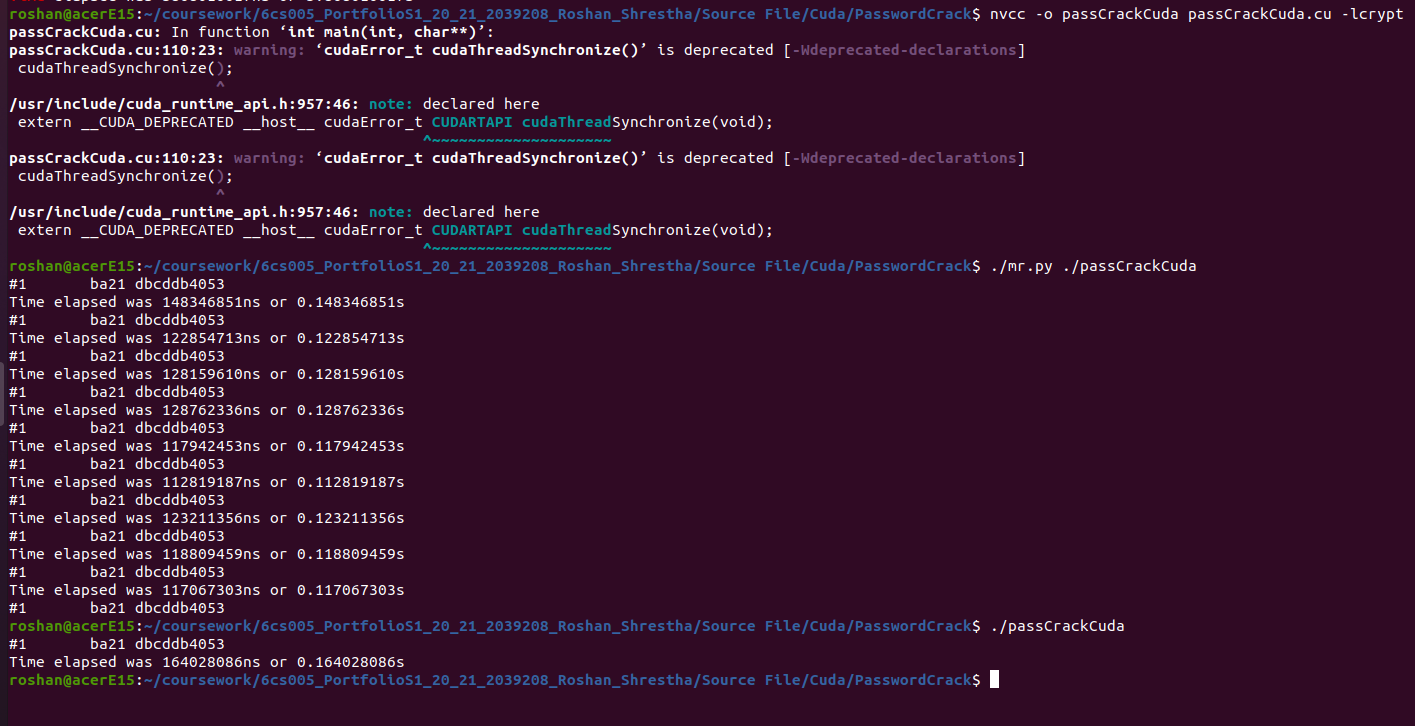 roshan@acerE15:~/coursework/6cs005_PortfolioS1_20_21_2039208_Roshan_Shrestha/Source File/Cuda/PasswordCrack$ nvcc -o passCrackCuda passCrackCuda.cu -lcrypt
passCrackCuda.cu: In function ‘int main(int, char**)’:
passCrackCuda.cu:110:23: warning: ‘cudaError_t cudaThreadSynchronize()’ is deprecated [-Wdeprecated-declarations]
 cudaThreadSynchronize();
                       ^
/usr/include/cuda_runtime_api.h:957:46: note: declared here
 extern __CUDA_DEPRECATED __host__ cudaError_t CUDARTAPI cudaThreadSynchronize(void);
                                              ^~~~~~~~~~~~~~~~~~~~~
passCrackCuda.cu:110:23: warning: ‘cudaError_t cudaThreadSynchronize()’ is deprecated [-Wdeprecated-declarations]
 cudaThreadSynchronize();
                       ^
/usr/include/cuda_runtime_api.h:957:46: note: declared here
 extern __CUDA_DEPRECATED __host__ cudaError_t CUDARTAPI cudaThreadSynchronize(void);
                                              ^~~~~~~~~~~~~~~~~~~~~
roshan@acerE15:~/coursework/6cs005_PortfolioS1_20_21_2039208_Roshan_Shrestha/Source File/Cuda/PasswordCrack$ ./mr.py ./passCrackCuda
#1       ba21 dbcddb4053
Time elapsed was 148346851ns or 0.148346851s
#1       ba21 dbcddb4053
Time elapsed was 122854713ns or 0.122854713s
#1       ba21 dbcddb4053
Time elapsed was 128159610ns or 0.128159610s
#1       ba21 dbcddb4053
Time elapsed was 128762336ns or 0.128762336s
#1       ba21 dbcddb4053
Time elapsed was 117942453ns or 0.117942453s
#1       ba21 dbcddb4053
Time elapsed was 112819187ns or 0.112819187s
#1       ba21 dbcddb4053
Time elapsed was 123211356ns or 0.123211356s
#1       ba21 dbcddb4053
Time elapsed was 118809459ns or 0.118809459s
#1       ba21 dbcddb4053
Time elapsed was 117067303ns or 0.117067303s
#1       ba21 dbcddb4053
roshan@acerE15:~/coursework/6cs005_PortfolioS1_20_21_2039208_Roshan_Shrestha/Source File/Cuda/PasswordCrack$ ./passCrackCuda
#1       ba21 dbcddb4053
Time elapsed was 164028086ns or 0.164028086s
roshan@acerE15:~/coursework/6cs005_PortfolioS1_20_21_2039208_Roshan_Shrestha/Source File/Cuda/PasswordCrack$